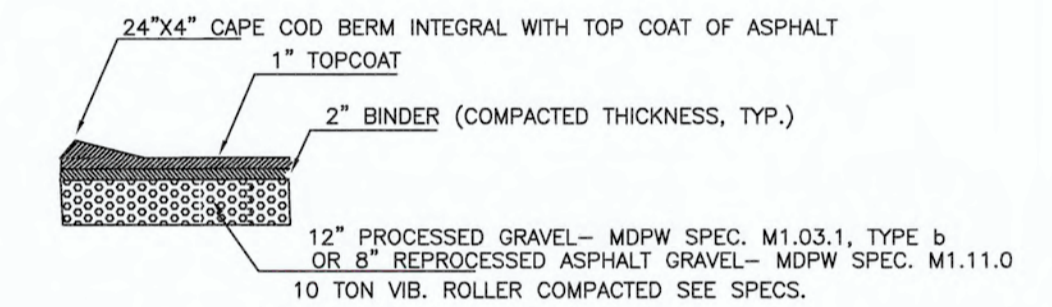 24”X4” CAPE COD BERM INTEGRAL WITH TOP COAT OF ASPHALT
1” TOPCOAT
2” BINDER (COMPACTED THICKNESS, TYP.)
12” PROCESSED GRAVEL– MDPW SPEC. M1.03.1, TYPE b
OR 8” REPROCESSED ASPHALT GRAVEL– MDPW SPEC. M1.11.0
10 TON VIB. ROLLER COMPACTED SEE SPECS.